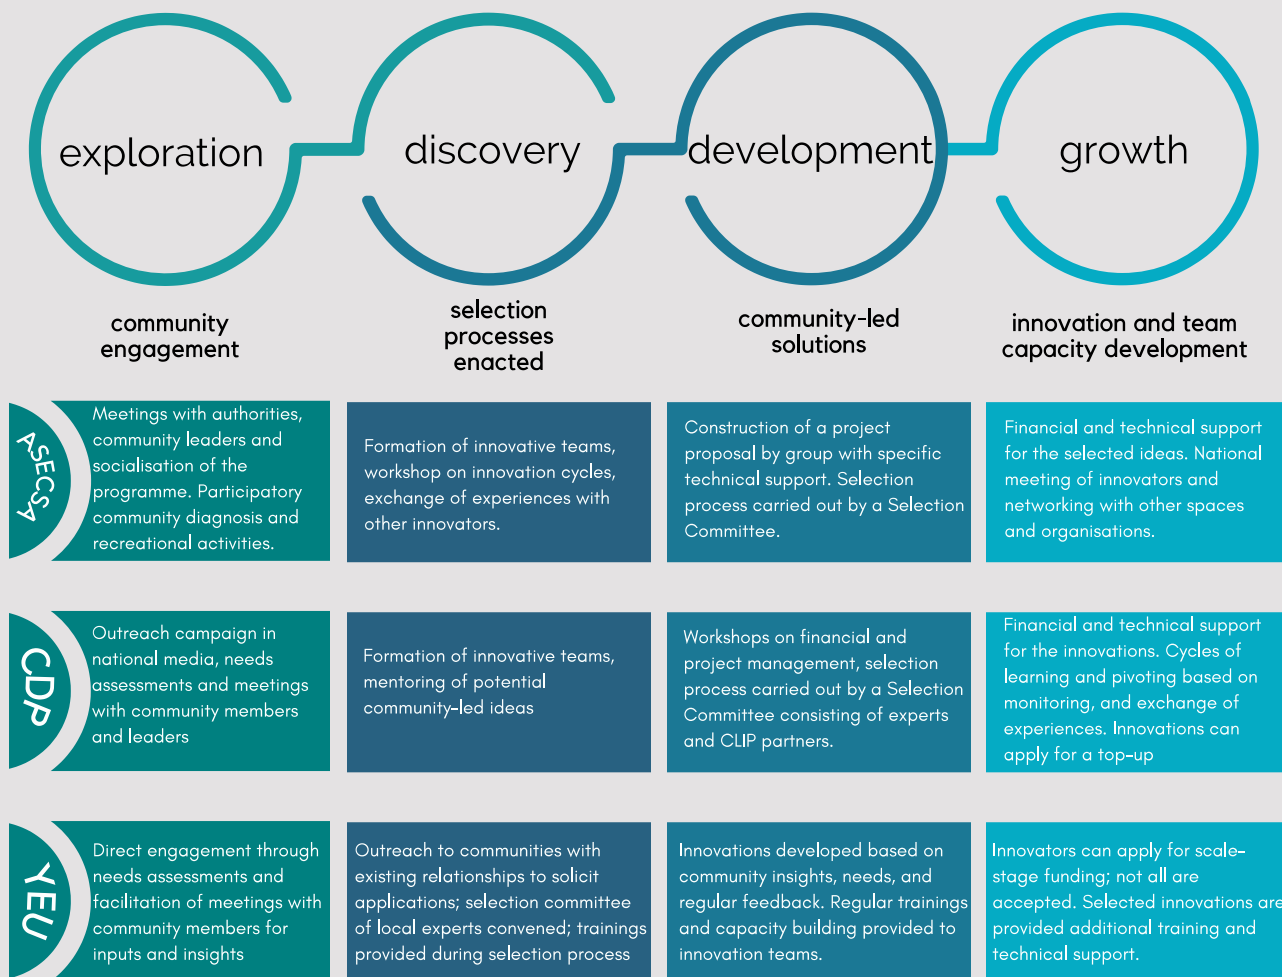 exploration
discovery
development
growth
community
engagement
selection
processes
enacted
community-led
solutions
innovation and team
capacity development
ASECSA
Meetings with authorities,
community leaders and
socialisation of the
programme. Participatory
community diagnosis and
recreational activities.
Formation of innovative teams,
workshop on innovation cycles,
exchange of experiences with
other innovators.
Construction of a project
proposal by group with specific
technical support. Selection
process carried out by a Selection
Committee.
Financial and technical support
for the selected ideas. National
meeting of innovators and
networking with other spaces
and organisations.
CDP
Outreach campaign in
national media, needs
assessments and meetings
with community members
and leaders
Formation of innovative teams,
mentoring of potential
community-led ideas
Workshops on financial and
project management, selection
process carried out by a Selection
Committee consisting of experts
and CLIP partners.
Financial and technical support
for the innovations. Cycles of
learning and pivoting based on
monitoring, and exchange of
experiences. Innovations can
apply for a top-up
YEU
Direct engagement through
needs assessments and
facilitation of meetings with
community members for
inputs and insights
Outreach to communities with
existing relationships to solicit
applications; selection committee
of local experts convened; trainings
provided during selection process
Innovations developed based on
community insights, needs, and
regular feedback. Regular trainings
and capacity building provided to
innovation teams.
Innovators can apply for scale-
stage funding; not all are
accepted. Selected innovations are
provided additional training and
technical support.